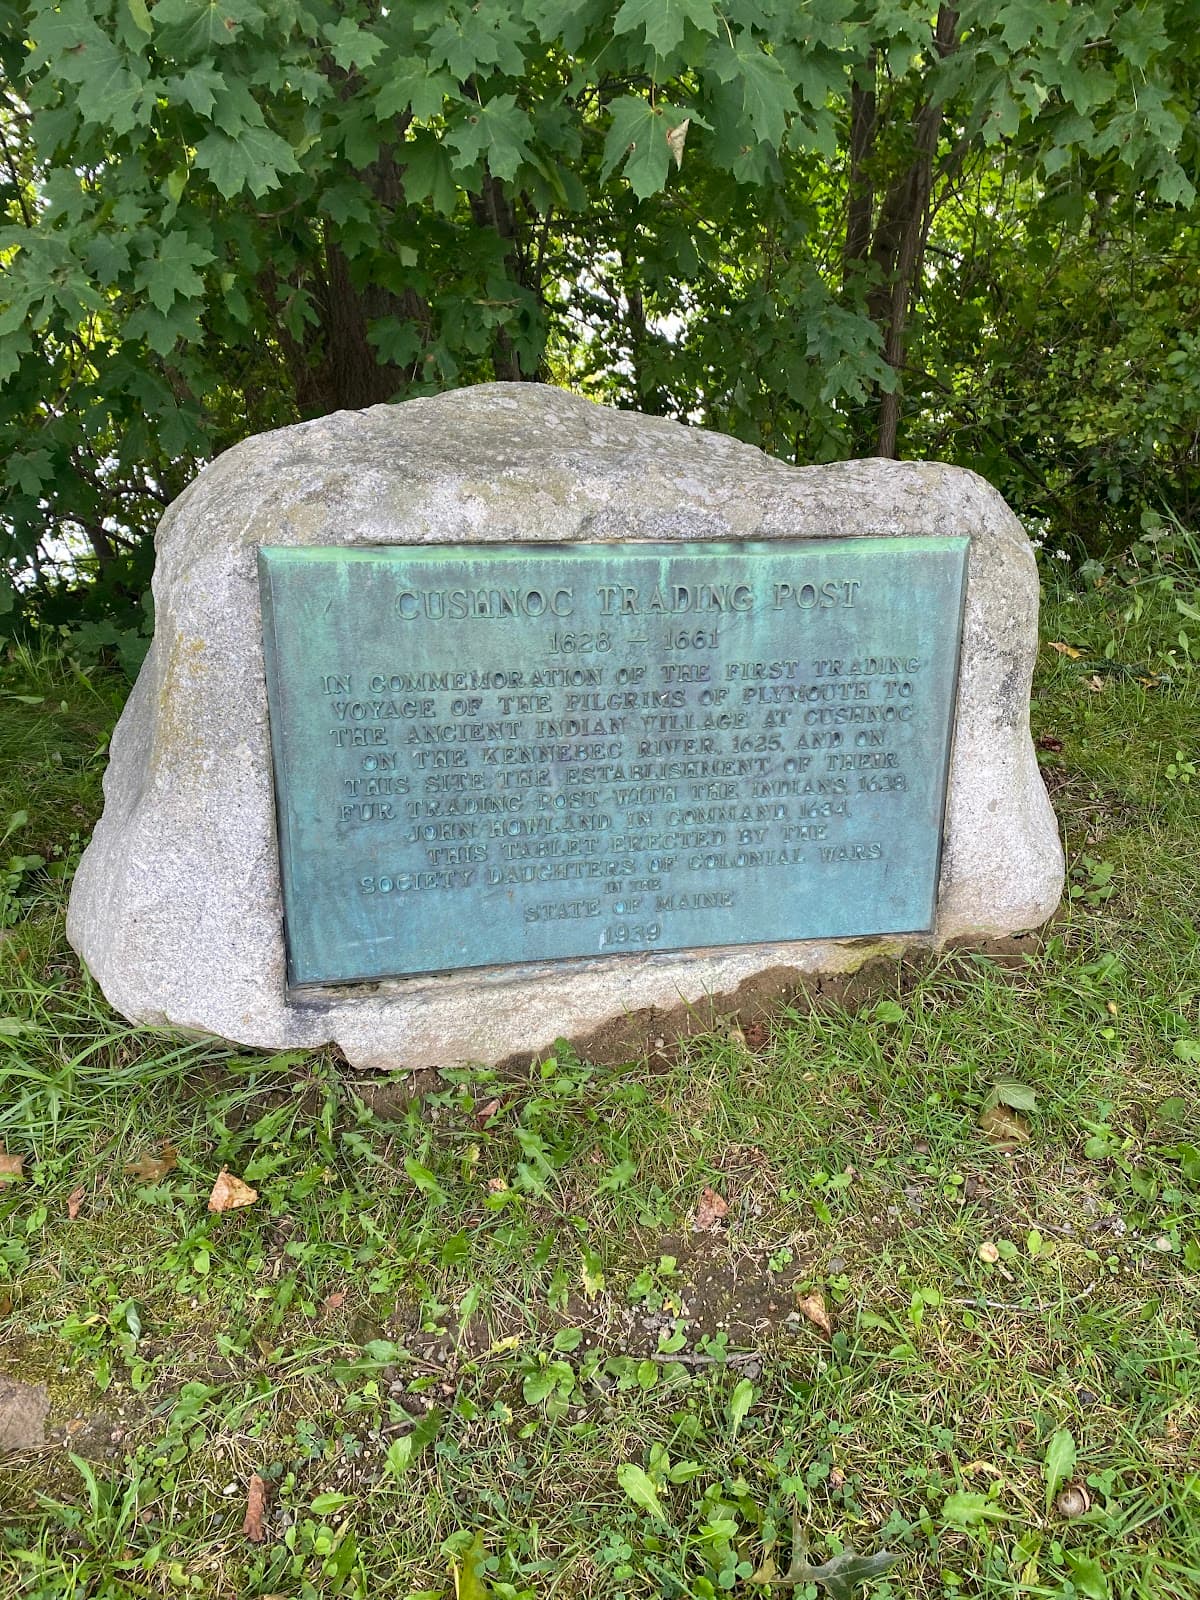 CUSHNOC TRADING POST
1628 – 1661
IN COMMEMORATION OF THE FIRST TRADING
VOYAGE OF THE PILGRIMS OF PLYMOUTH TO
THE ANCIENT INDIAN VILLAGE AT CUSHNOC
ON THE KENNEBEC RIVER, 1625, AND ON
THIS SITE THE ESTABLISHMENT OF THEIR
FUR TRADING POST WITH THE INDIANS, 1628,
JOHN HOWLAND IN COMMAND 1634.
THIS TABLET ERECTED BY THE
SOCIETY DAUGHTERS OF COLONIAL WARS
IN THE
STATE OF MAINE
1939